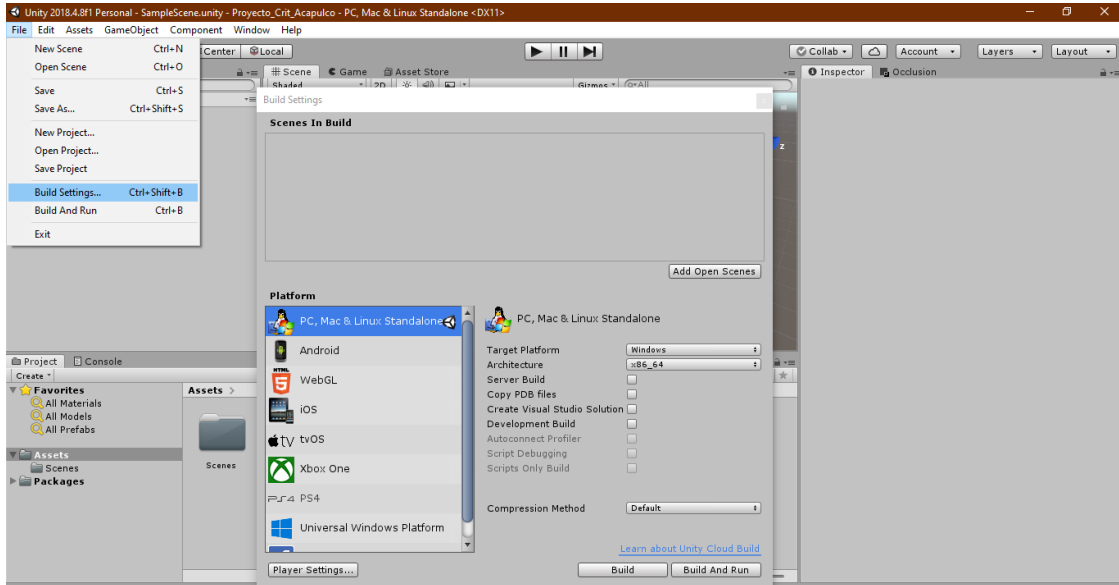 Unity 2018.4.8f1 Personal - SampleScene.unity - Proyecto_Crit_Acapulco - PC, Mac & Linux Standalone <DX11>
File Edit Assets GameObject Component Window Help
New Scene Ctrl+N
Open Scene Ctrl+O
Save Ctrl+S
Save As... Ctrl+Shift+S
New Project...
Open Project...
Save Project
Build Settings... Ctrl+Shift+B
Build And Run Ctrl+B
Exit
Center Local
Collab Account Layers Layout
Scene Game Asset Store
Inspector Occlusion
Shaded 2D Gizmos All
z
Build Settings
Scenes In Build
Add Open Scenes
Platform
PC, Mac & Linux Standalone
Android
WebGL
iOS
tv tvOS
Xbox One
PS4 PS4
Universal Windows Platform
PC, Mac & Linux Standalone
Target Platform Windows
Architecture x86_64
Server Build
Copy PDB files
Create Visual Studio Solution
Development Build
Autoconnect Profiler
Script Debugging
Scripts Only Build
Compression Method Default
Learn about Unity Cloud Build
Player Settings... Build Build And Run
Project Console
Create
Favorites
All Materials
All Models
All Prefabs
Assets
Scenes
Packages
Assets >
Scenes